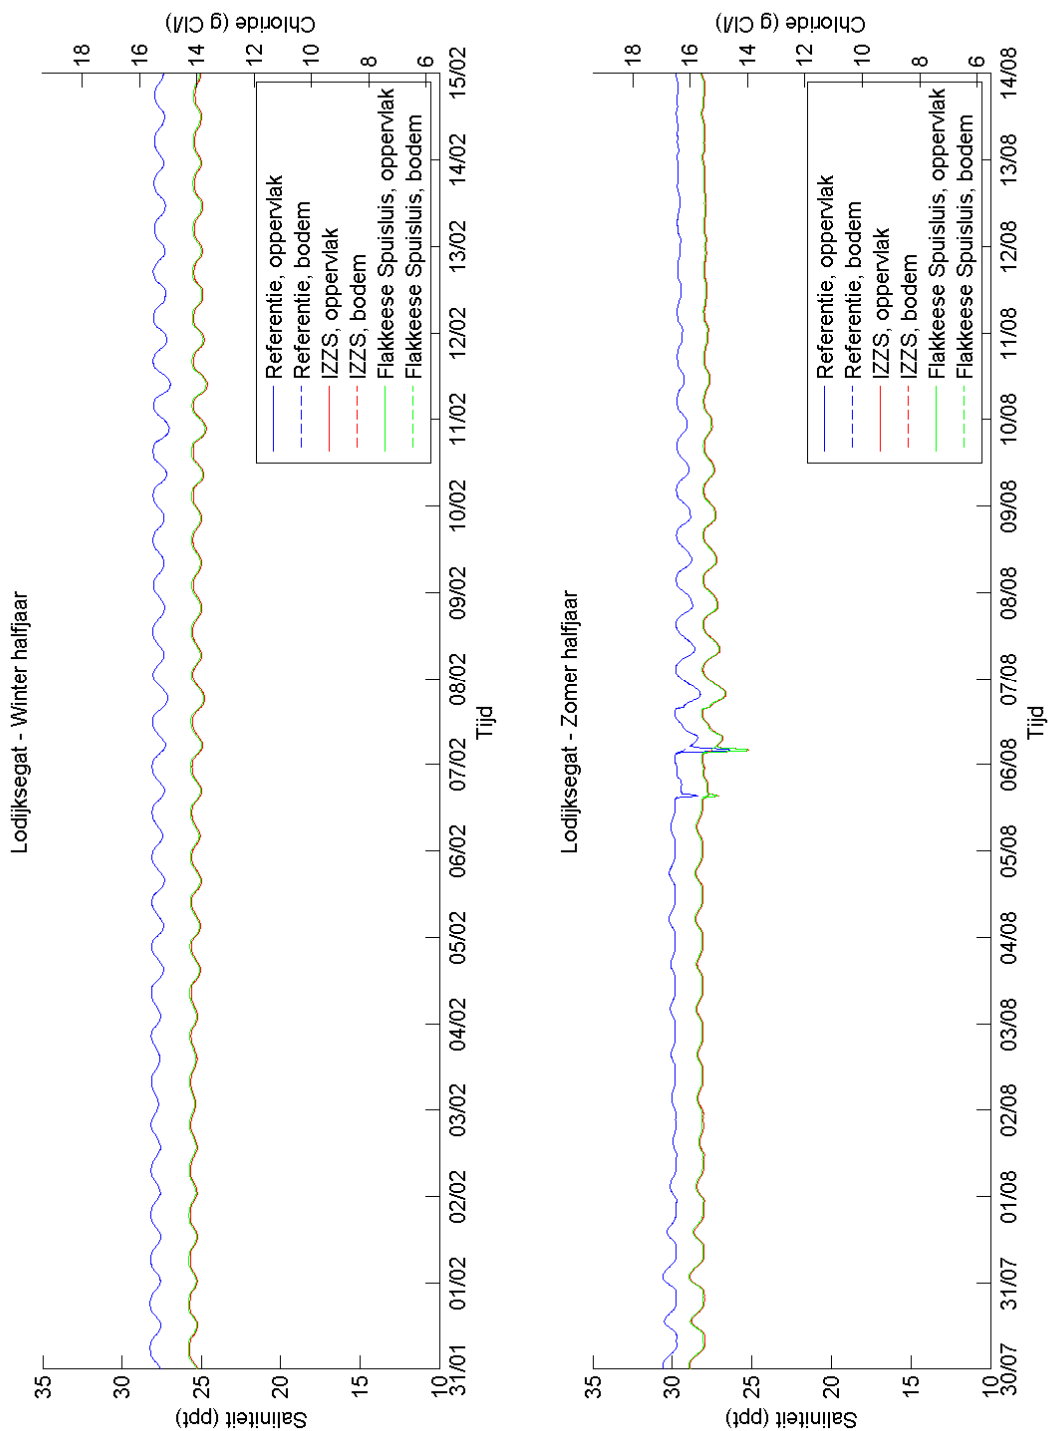 Lodijksegat - Winter halfjaar
Saliniteit (ppt)
35
30
25
20
15
10
Chloride (g Cl/l)
18
16
14
12
10
8
6
31/01
01/02
02/02
03/02
04/02
05/02
06/02
07/02
08/02
09/02
10/02
11/02
12/02
13/02
14/02
15/02
Tijd
Referentie, oppervlak
Referentie, bodem
IZZS, oppervlak
IZZS, bodem
Flakkeese Spuisluis, oppervlak
Flakkeese Spuisluis, bodem
Lodijksegat - Zomer halfjaar
Saliniteit (ppt)
35
30
25
20
15
10
Chloride (g Cl/l)
18
16
14
12
10
8
6
30/07
31/07
01/08
02/08
03/08
04/08
05/08
06/08
07/08
08/08
09/08
10/08
11/08
12/08
13/08
14/08
Tijd
Referentie, oppervlak
Referentie, bodem
IZZS, oppervlak
IZZS, bodem
Flakkeese Spuisluis, oppervlak
Flakkeese Spuisluis, bodem